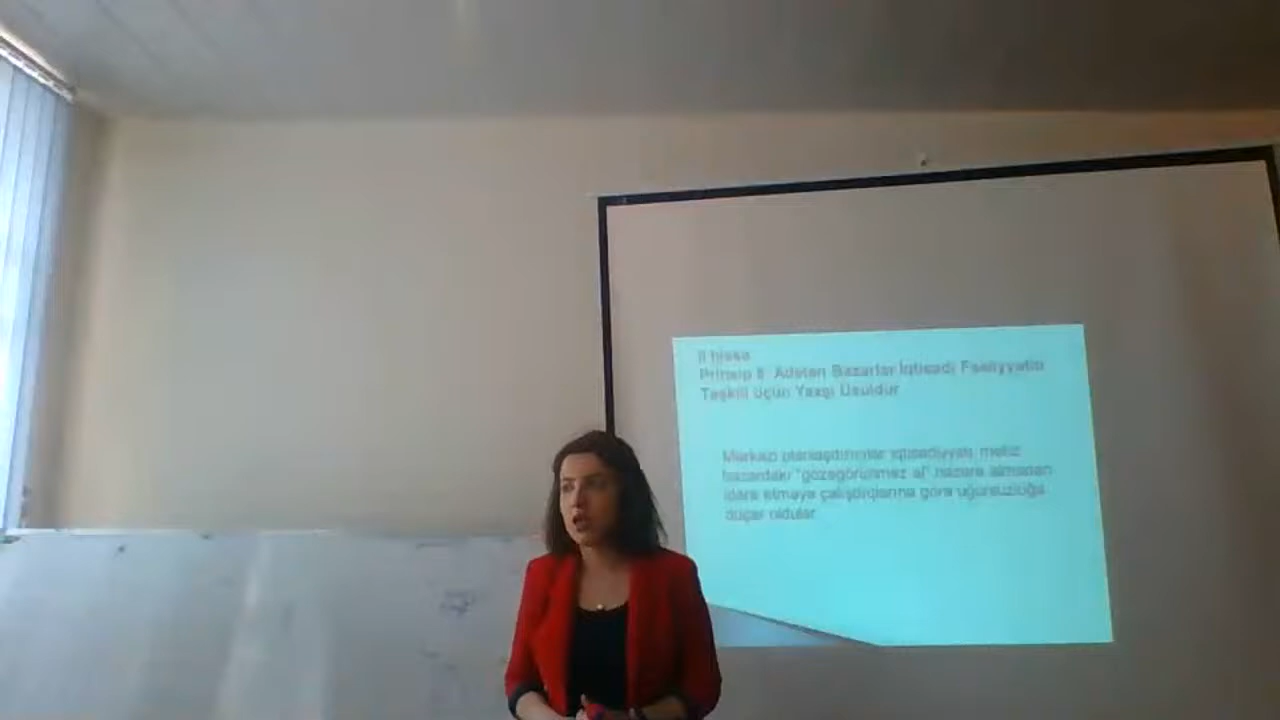 II hissə
Prinsip 6 Adətən Bazarlar İqtisadi Fəaliyyətin
Təşkili üçün Yaxşı Üsuldur
Mərkəzi planlaşdırıcılar iqtisadiyyatı məhz
bazardakı "gözəgörünməz əl" nəzərə almadan
idarə etməyə çalışdıqlarına görə uğursuzluğa
düçar oldular